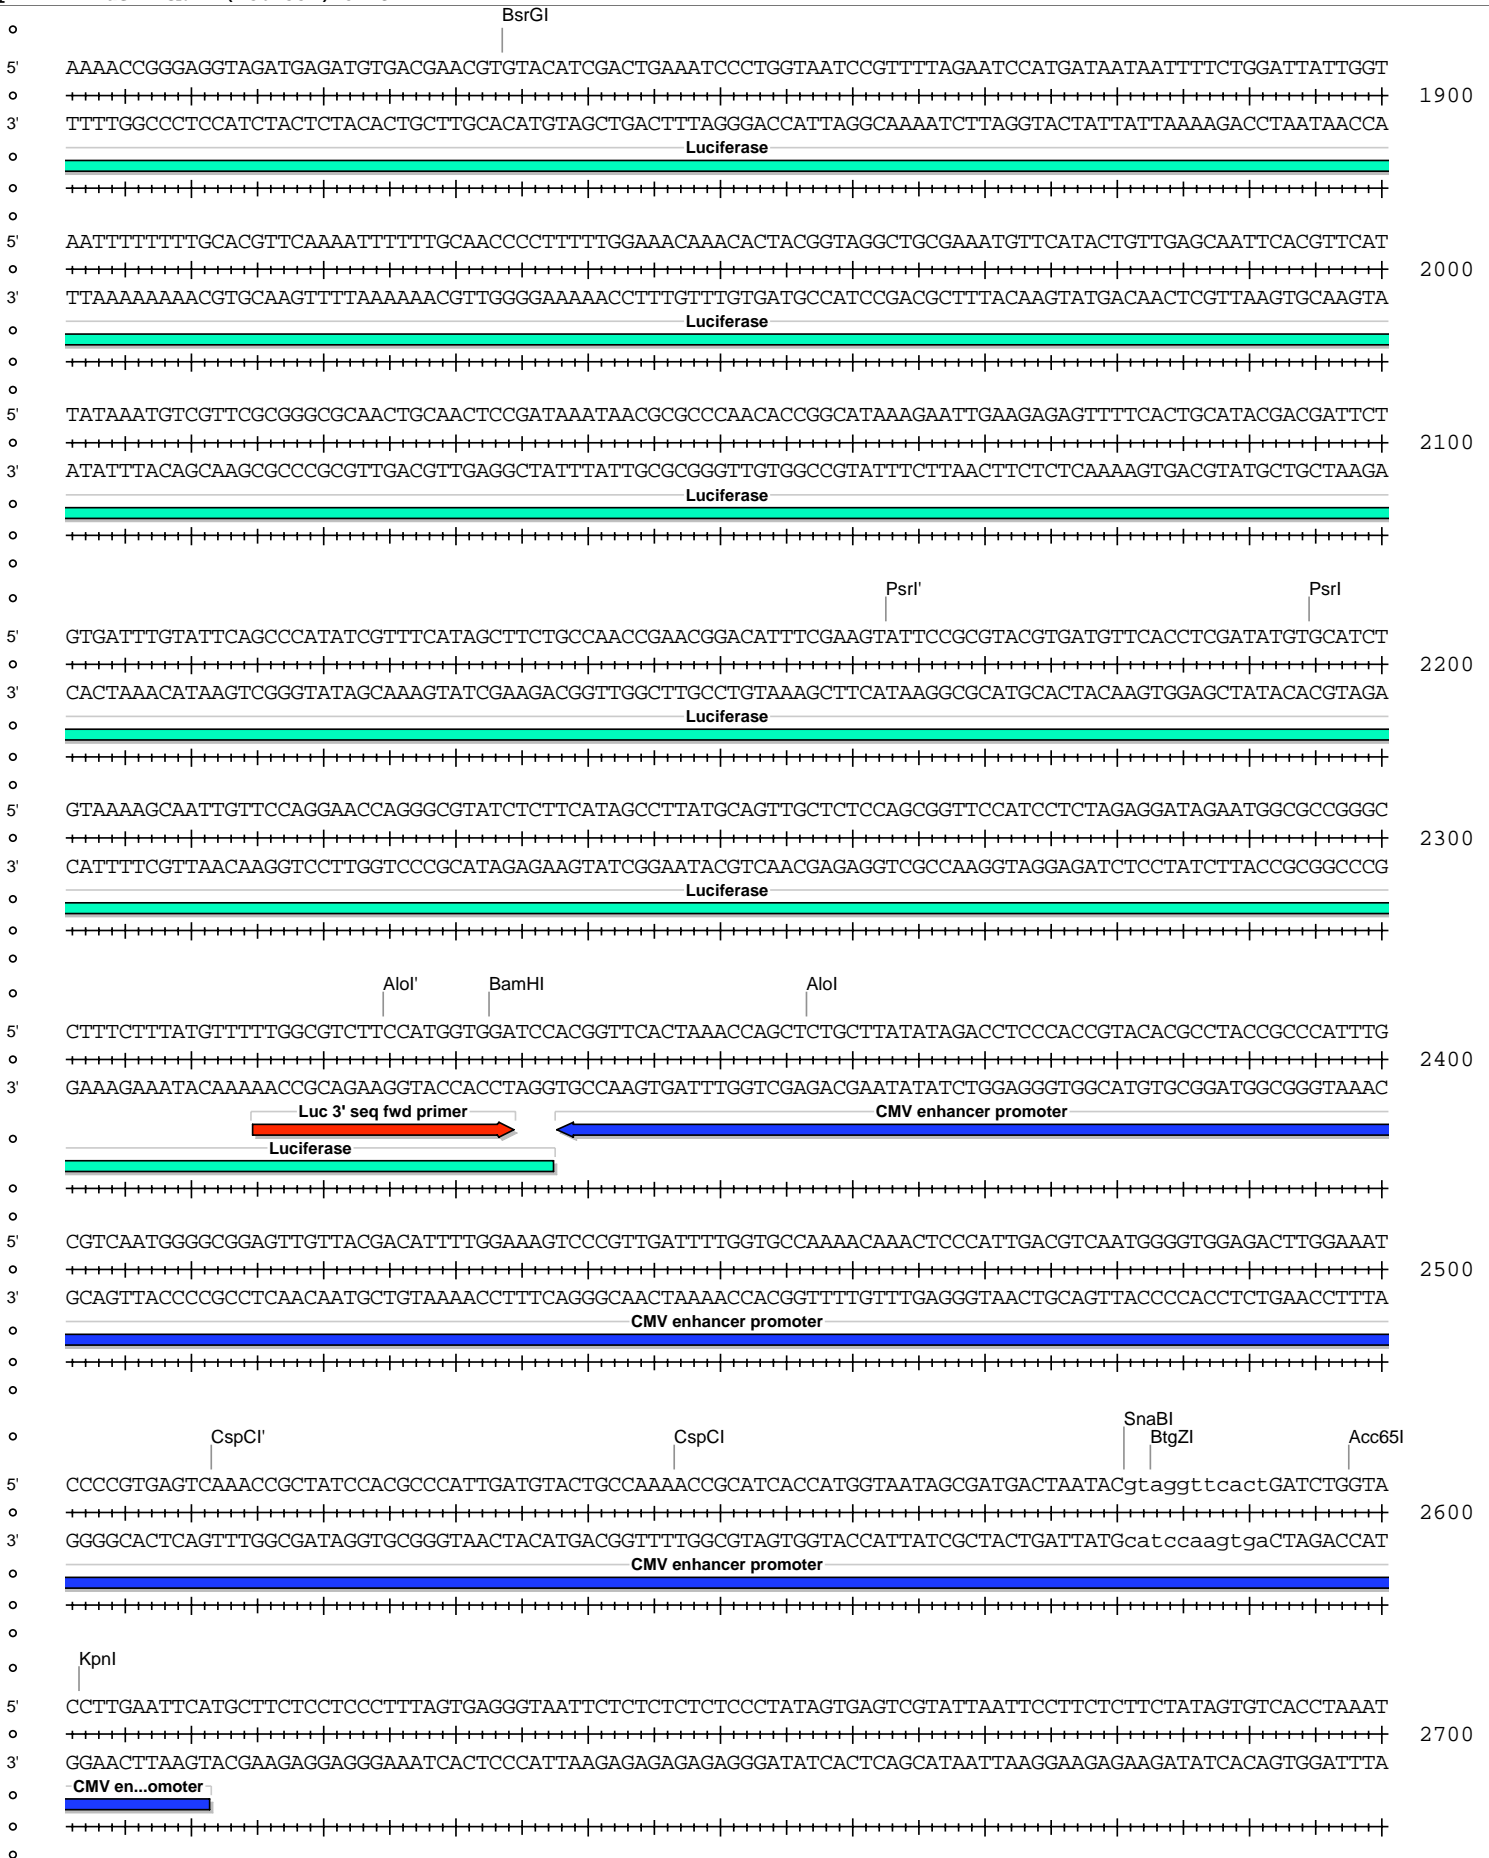 BsrGI
5' AAAACCGGGAGGTAGATGAGATGTGACGAACGTGTACATCGACTGAAATCCCTGGTAATCCGTTTTAGAATCCATGATAATAATTTTCTGGATTATTGGT
1900
3' TTTTGGCCCTCCATCTACTCTACACTGCTTGCACATGTAGCTGACTTTAGGGACCATTAGGCAAAATCTTAGGTACTATTATTAAAAGACCTAATAACCA
Luciferase
5' AATTTTTTTTGCACGTTCAAAATTTTTTGCAACCCCTTTTTGGAAACAAACACTACGGTAGGCTGCGAAATGTTCATACTGTTGAGCAATTCACGTTCAT
2000
3' TTAAAAAAAACGTGCAAGTTTTAAAAAACGTTGGGGAAAAACCTTTGTTTGTGATGCCATCCGACGCTTTACAAGTATGACAACTCGTTAAGTGCAAGTA
Luciferase
5' TATAAATGTCGTTCGCGGGCGCAACTGCAACTCCGATAAATAACGCGCCCAACACCGGCATAAAGAATTGAAGAGAGTTTTCACTGCATACGACGATTCT
2100
3' ATATTTACAGCAAGCGCCCGCGTTGACGTTGAGGCTATTTATTGCGCGGGTTGTGGCCGTATTTCTTAACTTCTCTCAAAAGTGACGTATGCTGCTAAGA
Luciferase
PsrI' PsrI
5' GTGATTTGTATTCAGCCCATATCGTTTCATAGCTTCTGCCAACCGAACGGACATTTCGAAGTATTCCGCGTACGTGATGTTCACCTCGATATGTGCATCT
2200
3' CACTAAACATAAGTCGGGTATAGCAAAGTATCGAAGACGGTTGGCTTGCCTGTAAAGCTTCATAAGGCGCATGCACTACAAGTGGAGCTATACACGTAGA
Luciferase
5' GTAAAAGCAATTGTTCCAGGAACCAGGGCGTATCTCTTCATAGCCTTATGCAGTTGCTCTCCAGCGGTTCCATCCTCTAGAGGATAGAATGGCGCCGGGC
2300
3' CATTTTCGTTAACAAGGTCCTTGGTCCCGCATAGAGAAGTATCGGAATACGTCAACGAGAGGTCGCCAAGGTAGGAGATCTCCTATCTTACCGCGGCCCG
Luciferase
AloI' BamHI AloI
5' CTTTCTTTATGTTTTTGGCGTCTTCCATGGTGGATCCACGGTTCACTAAACCAGCTCTGCTTATATAGACCTCCCACCGTACACGCCTACCGCCCATTTG
2400
3' GAAAGAAATACAAAAACCGCAGAAGGTACCACCTAGGTGCCAAGTGATTTGGTCGAGACGAATATATCTGGAGGGTGGCATGTGCGGATGGCGGGTAAAC
Luc 3' seq fwd primer CMV enhancer promoter
Luciferase
5' CGTCAATGGGGCGGAGTTGTTACGACATTTTGGAAAGTCCCGTTGATTTTGGTGCCAAAACAAACTCCCATTGACGTCAATGGGGTGGAGACTTGGAAAT
2500
3' GCAGTTACCCCGCCTCAACAATGCTGTAAAACCTTTCAGGGCAACTAAAACCACGGTTTTGTTTGAGGGTAACTGCAGTTACCCCACCTCTGAACCTTTA
CMV enhancer promoter
CspCI' CspCI SnaBI BtgZI Acc65I
5' CCCCGTGAGTCAAACCGCTATCCACGCCCATTGATGTACTGCCAAAACCGCATCACCATGGTAATAGCGATGACTAATACgtaggttcactGATCTGGTA
2600
3' GGGGCACTCAGTTTGGCGATAGGTGCGGGTAACTACATGACGGTTTTGGCGTAGTGGTACCATTATCGCTACTGATTATGcatccaagtgaCTAGACCAT
CMV enhancer promoter
KpnI
5' CCTTGAATTCATGCTTCTCCTCCCTTTAGTGAGGGTAATTCTCTCTCTCTCCCTATAGTGAGTCGTATTAATTCCTTCTCTTCTATAGTGTCACCTAAAT
2700
3' GGAACTTAAGTACGAAGAGGAGGGAAATCACTCCCATTAAGAGAGAGAGAGGGATATCACTCAGCATAATTAAGGAAGAGAAGATATCACAGTGGATTTA
CMV en...omoter